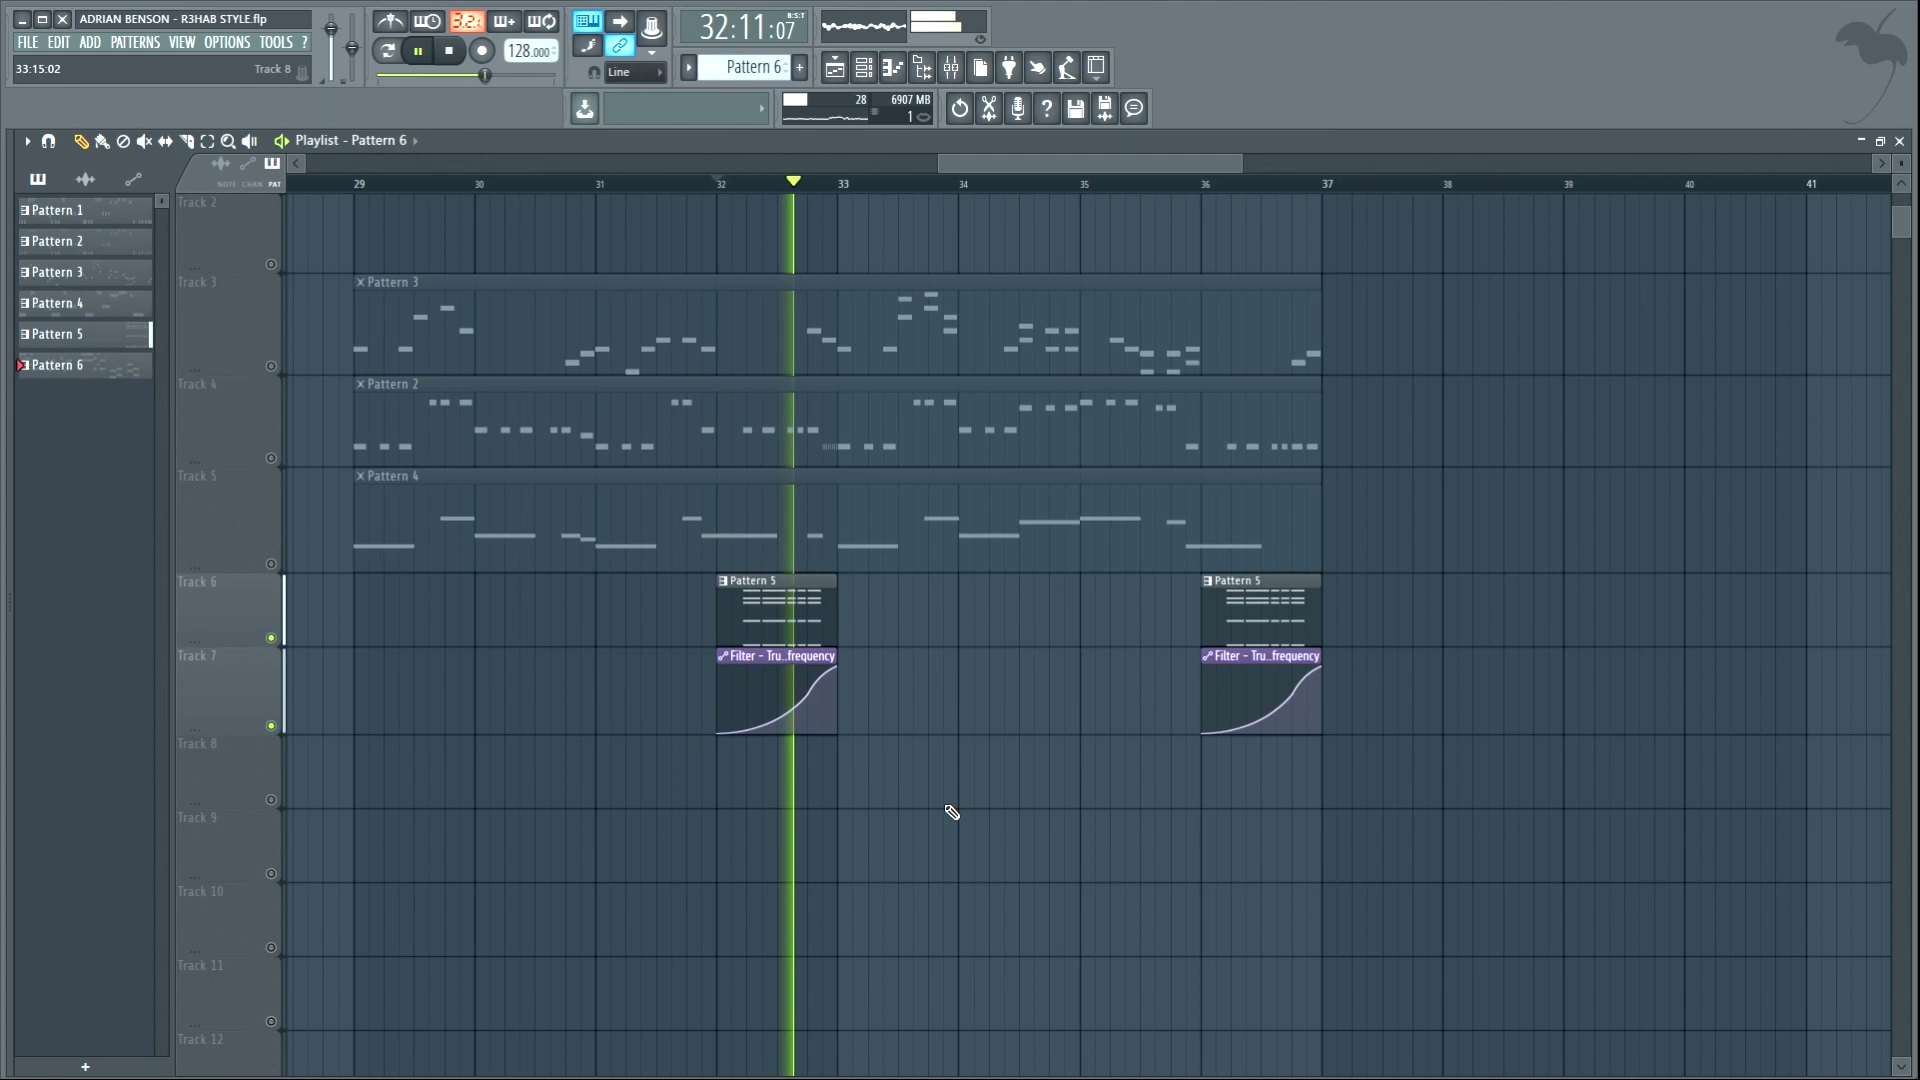 ADRIAN BENSON - R3HAB STYLE.flp
FILE EDIT ADD PATTERNS VIEW OPTIONS TOOLS ?
33:15:02 Track 8
3.2.
128.000
Line
32:11:07
B:S:T
Pattern 6
28 6907 MB
1
Playlist - Pattern 6
NOTE CHAN PAT
29 30 31 32 33 34 35 36 37 38 39 40 41
Pattern 1
Pattern 2
Pattern 3
Pattern 4
Pattern 5
Pattern 6
+
Track 2
Track 3
Pattern 3
Track 4
Pattern 2
Track 5
Pattern 4
Track 6
Pattern 5
Pattern 5
Track 7
Filter - Tru..frequency
Filter - Tru..frequency
Track 8
Track 9
Track 10
Track 11
Track 12